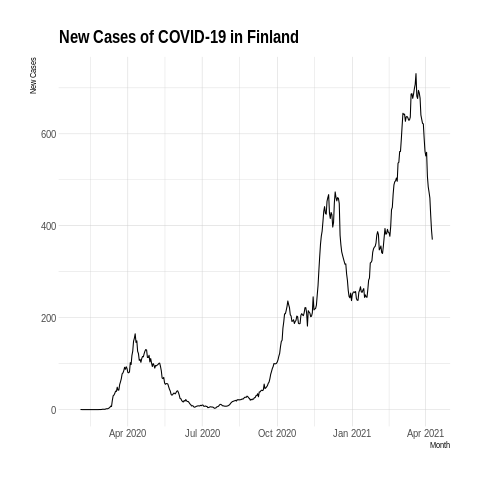 New Cases of COVID-19 in Finland
New Cases
600
400
200
0
Apr 2020
Jul 2020
Oct 2020
Jan 2021
Apr 2021
Month